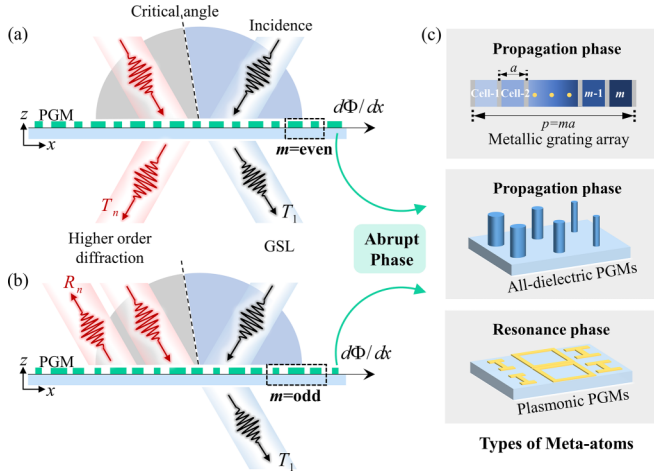 (a)
Critical angle
Incidence
PGM
dΦ/dx
z
x
m=even
T_n
T_1
Higher order
diffraction
GSL
Abrupt
Phase
(b)
R_n
PGM
dΦ/dx
z
x
m=odd
T_1
(c)
Propagation phase
a
Cell-1
Cell-2
m-1
m
p=ma
Metallic grating array
Propagation phase
All-dielectric PGMs
Resonance phase
Plasmonic PGMs
Types of Meta-atoms